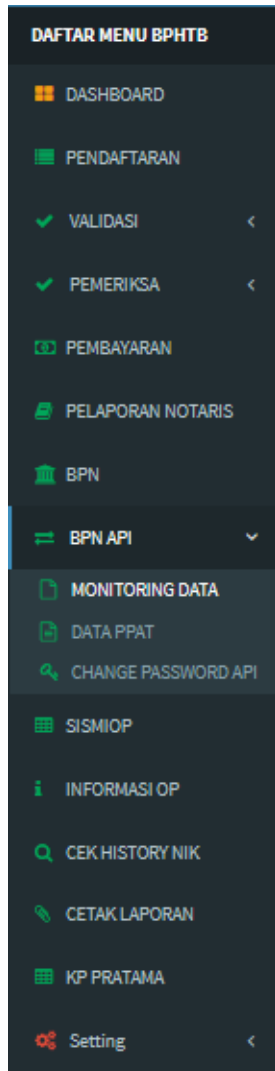 DAFTAR MENU BPHTB
DASHBOARD
PENDAFTARAN
VALIDASI
PEMERIKSA
PEMBAYARAN
PELAPORAN NOTARIS
BPN
BPN API
MONITORING DATA
DATA PPAT
CHANGE PASSWORD API
SISMIOP
INFORMASI OP
CEK HISTORY NIK
CETAK LAPORAN
KP PRATAMA
Setting